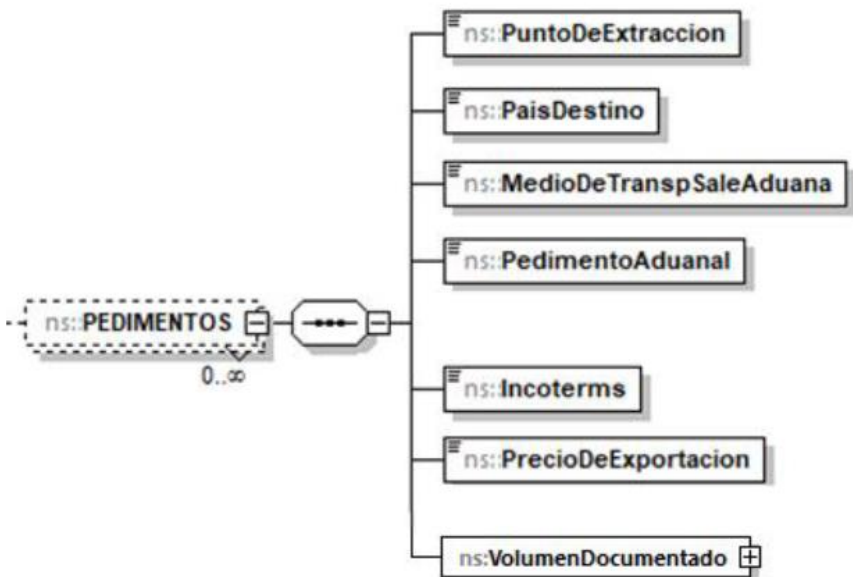 ns::PuntoDeExtraccion
ns::PaisDestino
ns::MedioDeTranspSaleAduana
ns::PedimentoAduanal
ns::PEDIMENTOS
0..∞
ns::Incoterms
ns::PrecioDeExportacion
ns:VolumenDocumentado